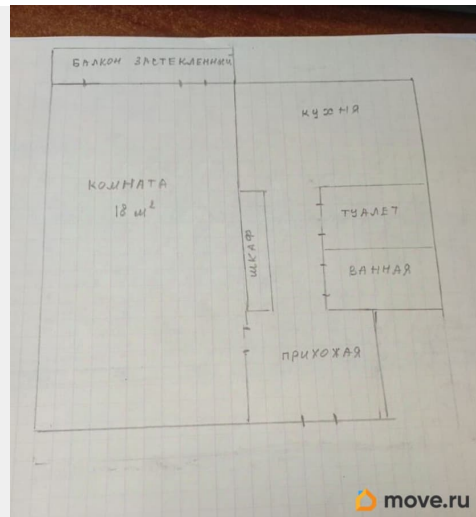 БАЛКОН ЗАСТЕКЛЕННЫЙ
КУХНЯ
КОМНАТА
18 м²
ТУАЛЕТ
ШКАФ
ВАННАЯ
ПРИХОЖАЯ
move.ru